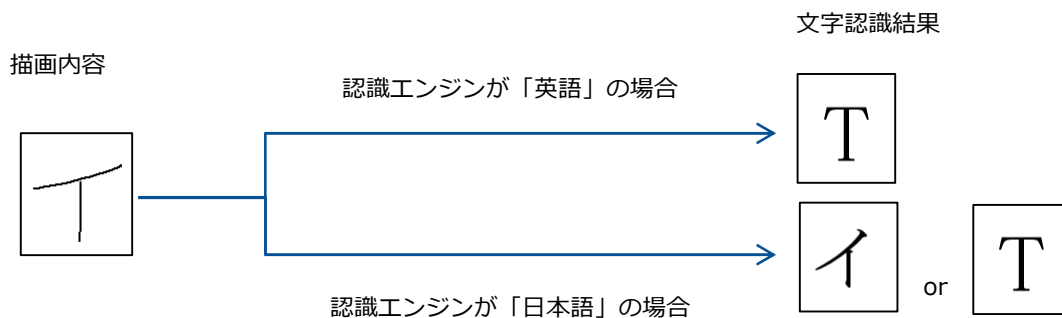 文字認識結果
描画内容
認識エンジンが「英語」の場合
T
イ or T
認識エンジンが「日本語」の場合